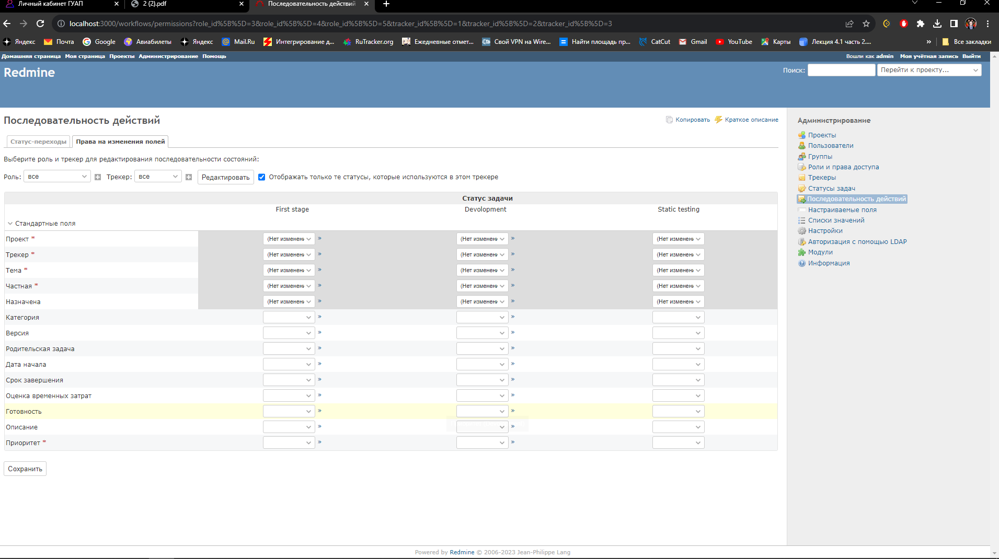 Личный кабинет ГУАП
2 (2).pdf
Последовательность действий
localhost:3000/workflows/permissions?role_id%5B%5D=3&role_id%5B%5D=4&role_id%5B%5D=5&tracker_id%5B%5D=1&tracker_id%5B%5D=2&tracker_id%5B%5D=3
Яндекс Почта Google Авиабилеты Яндекс Mail.Ru Интегрирование д... RuTracker.org Ежедневные отмет... Свой VPN на Wire... Найти площадь пр... CatCut Gmail YouTube Карты Лекция 4.1 часть 2.... » Все закладки
Домашняя страница Моя страница Проекты Администрирование Помощь
Вошли как admin Моя учётная запись Выйти
Redmine
Поиск: Перейти к проекту...
Последовательность действий
Копировать Краткое описание
Статус-переходы Права на изменения полей
Выберите роль и трекер для редактирования последовательности состояний:
Роль: все Трекер: все Редактировать Отображать только те статусы, которые используются в этом трекере
Статус задачи
First stage Devolopment Static testing
Стандартные поля
Проект * (Нет изменени » (Нет изменени » (Нет изменени
Трекер * (Нет изменени » (Нет изменени » (Нет изменени
Тема * (Нет изменени » (Нет изменени » (Нет изменени
Частная * (Нет изменени » (Нет изменени » (Нет изменени
Назначена (Нет изменени » (Нет изменени » (Нет изменени
Категория » »
Версия » »
Родительская задача » »
Дата начала » »
Срок завершения » »
Оценка временных затрат » »
Готовность » »
Описание » »
Приоритет * » »
Сохранить
Администрирование
Проекты
Пользователи
Группы
Роли и права доступа
Трекеры
Статусы задач
Последовательность действий
Настраиваемые поля
Списки значений
Настройки
Авторизация с помощью LDAP
Модули
Информация
Powered by Redmine © 2006-2023 Jean-Philippe Lang